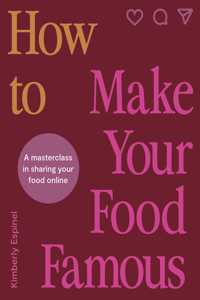 How
to
Make
Your
Food
Famous
A masterclass
in sharing your
food online
Kimberly Espinel